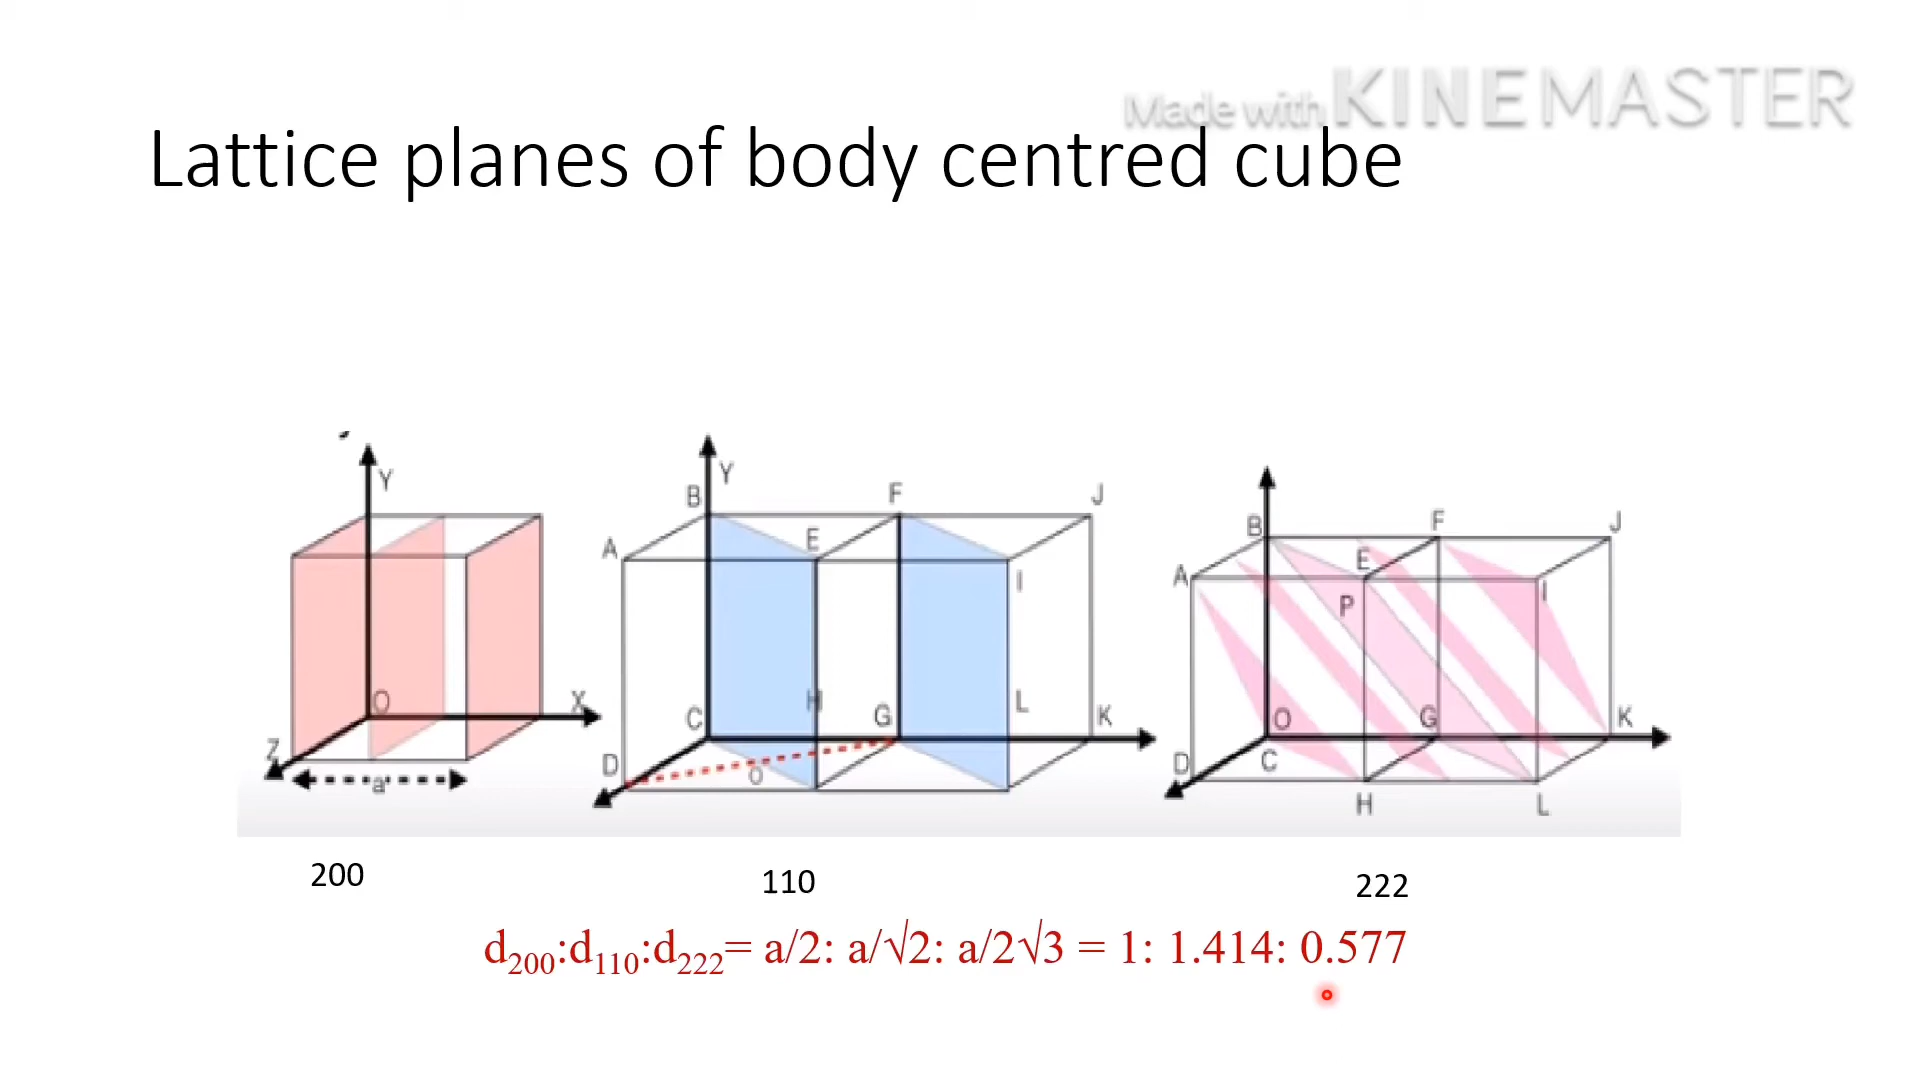 Made with KINEMASTER
Lattice planes of body centred cube
Y
O
X
Z
a
Y
B
F
J
A
E
I
C
H
G
L
K
D
O
B
F
J
A
E
I
P
O
G
K
D
C
H
L
200
110
222
d₂₀₀:d₁₁₀:d₂₂₂= a/2: a/√2: a/2√3 = 1: 1.414: 0.577